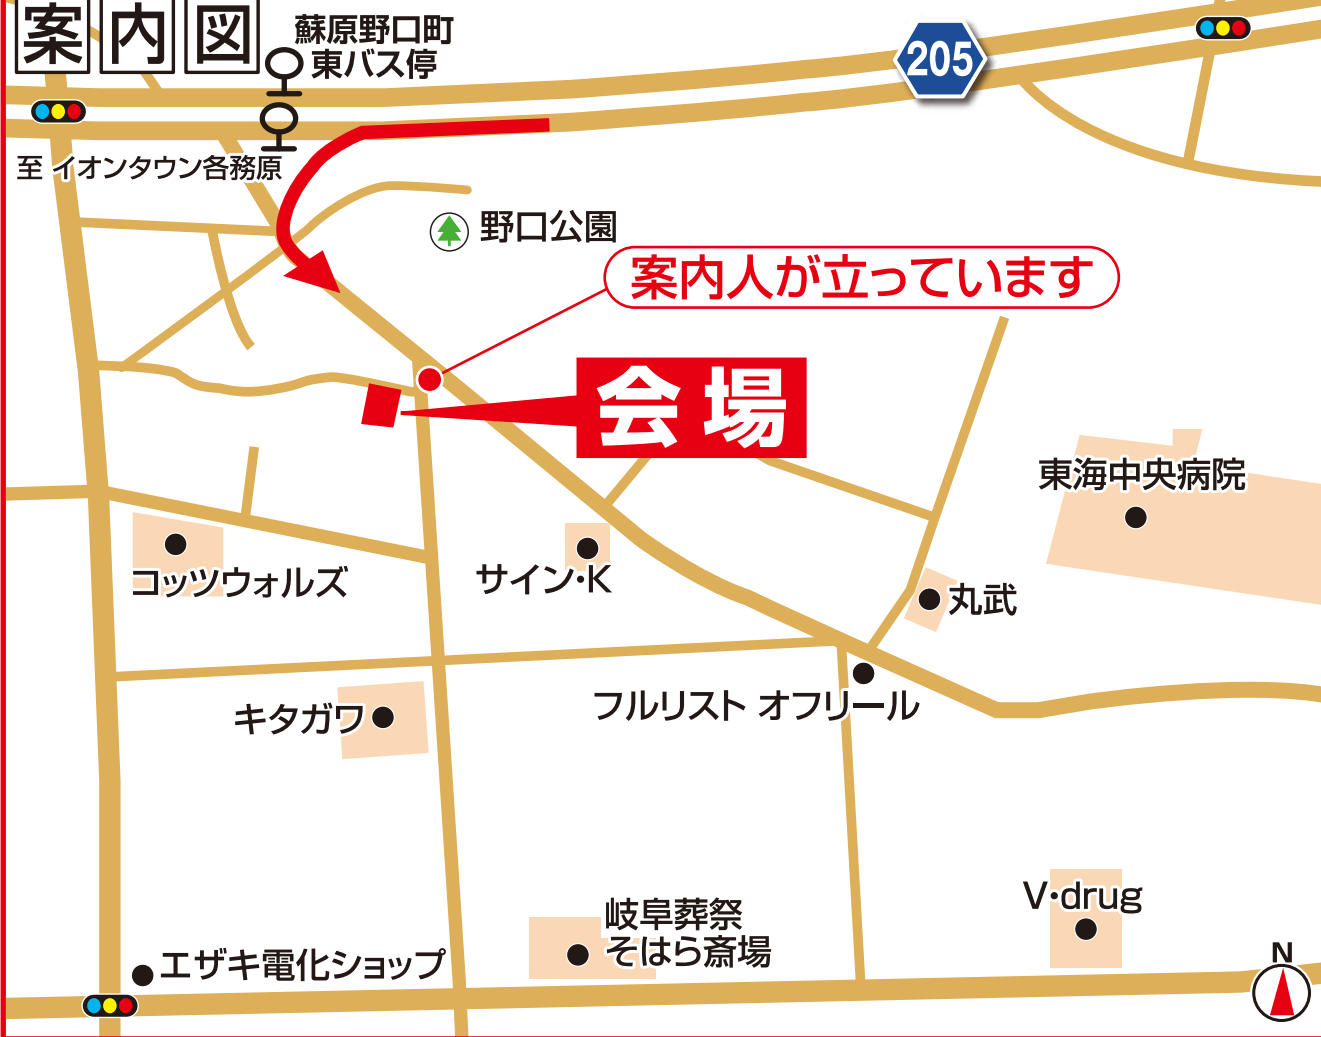 案内図
蘇原野口町
東バス停
205
至 イオンタウン各務原
野口公園
案内人が立っています
会場
東海中央病院
コッツウォルズ
サイン・K
丸武
キタガワ
フルリスト オフリール
V・drug
岐阜葬祭
そはら斎場
エザキ電化ショップ
N